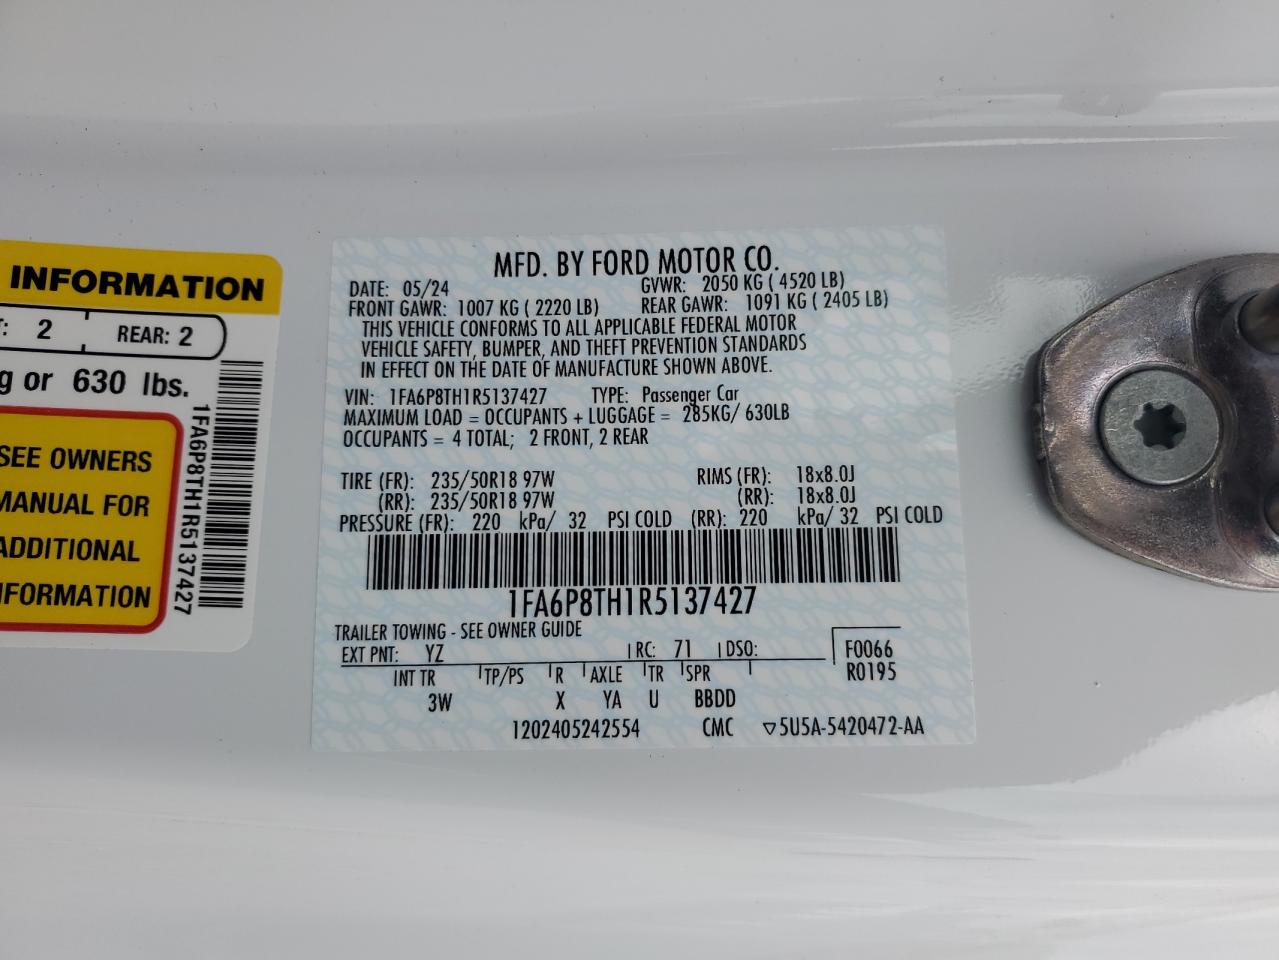 INFORMATION
: 2 REAR: 2
g or 630 lbs.
SEE OWNERS
MANUAL FOR
ADDITIONAL
INFORMATION
1FA6P8TH1R5137427
MFD. BY FORD MOTOR CO.
DATE: 05/24 GVWR: 2050 KG ( 4520 LB)
FRONT GAWR: 1007 KG ( 2220 LB) REAR GAWR: 1091 KG ( 2405 LB)
THIS VEHICLE CONFORMS TO ALL APPLICABLE FEDERAL MOTOR
VEHICLE SAFETY, BUMPER, AND THEFT PREVENTION STANDARDS
IN EFFECT ON THE DATE OF MANUFACTURE SHOWN ABOVE.
VIN: 1FA6P8TH1R5137427 TYPE: Passenger Car
MAXIMUM LOAD = OCCUPANTS + LUGGAGE = 285KG/ 630LB
OCCUPANTS = 4 TOTAL; 2 FRONT, 2 REAR
TIRE (FR): 235/50R18 97W RIMS (FR): 18x8.0J
(RR): 235/50R18 97W (RR): 18x8.0J
PRESSURE (FR): 220 kPa/ 32 PSI COLD (RR): 220 kPa/ 32 PSI COLD
1FA6P8TH1R5137427
TRAILER TOWING - SEE OWNER GUIDE
EXT PNT: YZ RC: 71 DSO: F0066
INT TR TP/PS R AXLE TR SPR R0195
3W X YA U BBDD
1202405242554 CMC ▽5U5A-5420472-AA